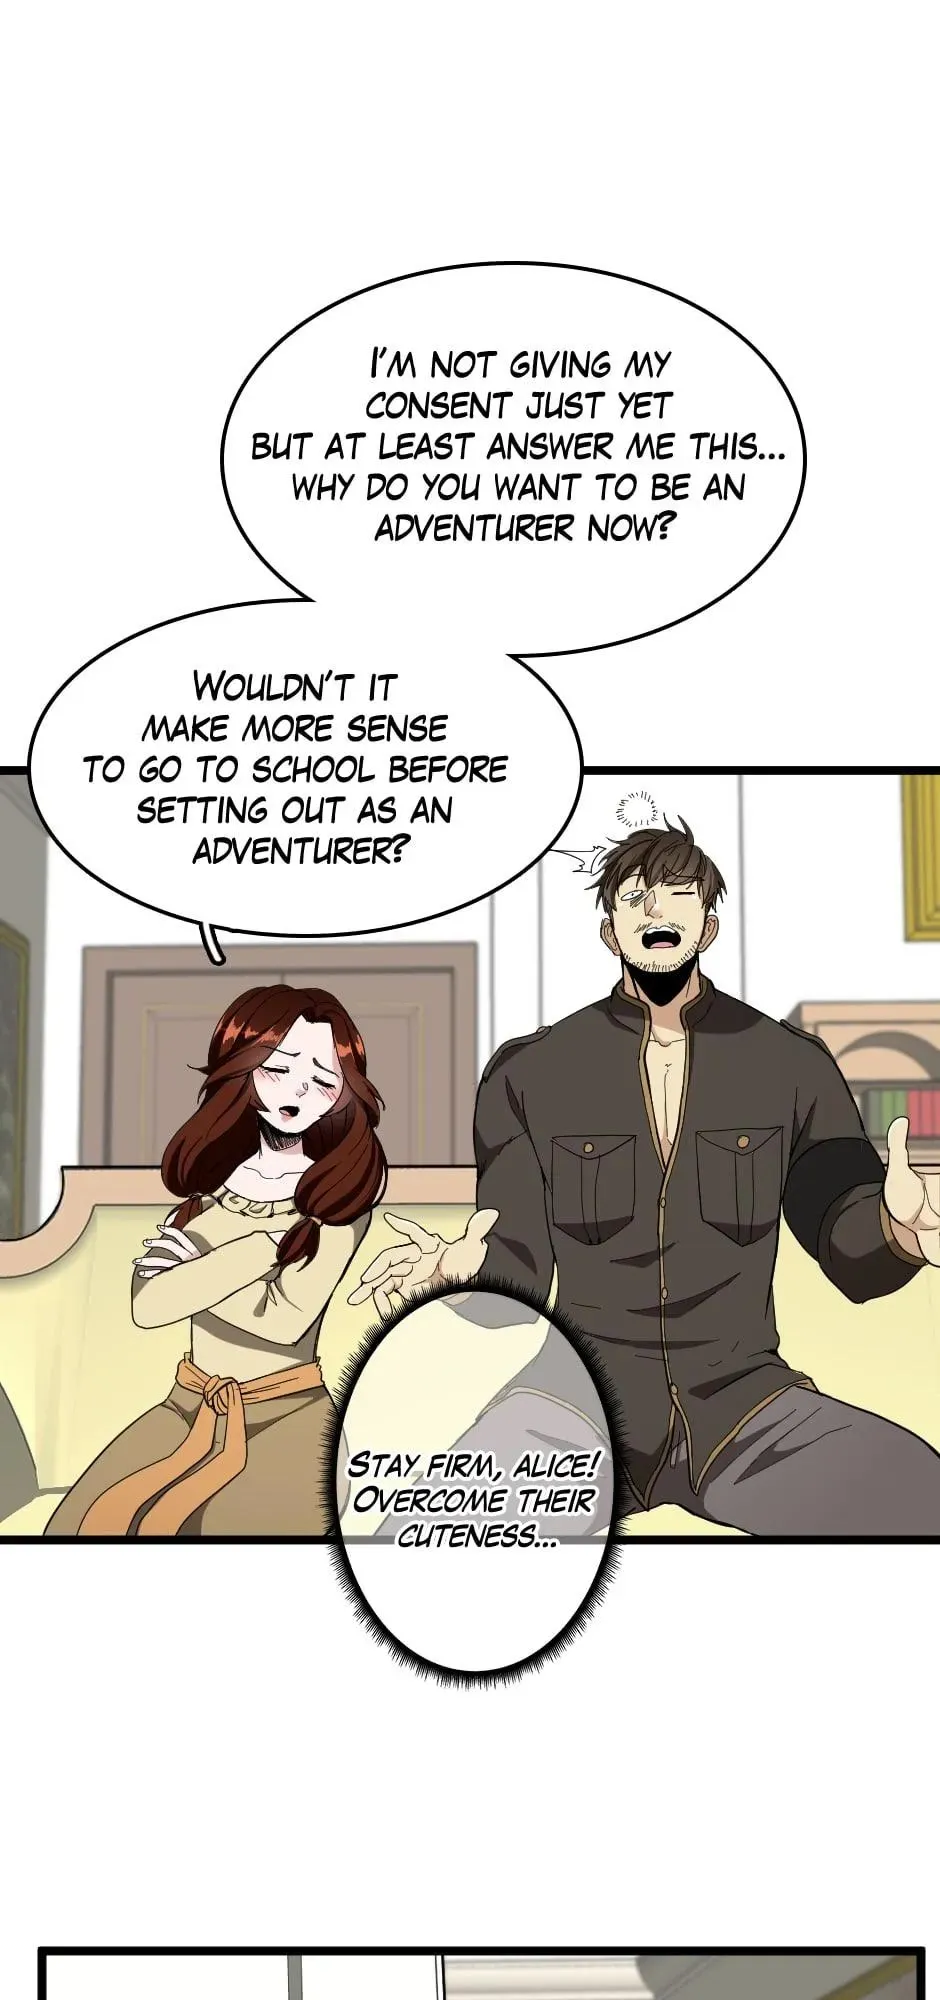 I'M NOT GIVING MY
CONSENT JUST YET
BUT AT LEAST ANSWER ME THIS...
WHY DO YOU WANT TO BE AN
ADVENTURER NOW?
WOULDN'T IT
MAKE MORE SENSE
TO GO TO SCHOOL BEFORE
SETTING OUT AS AN
ADVENTURER?
STAY FIRM, ALICE!
OVERCOME THEIR
CUTENESS...